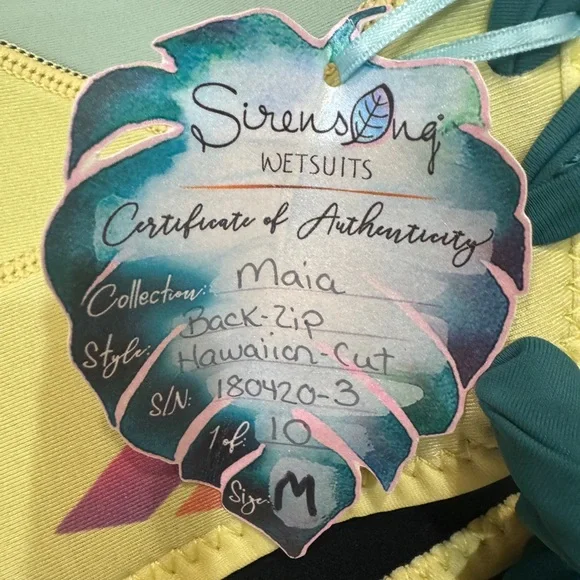 Sirensong
WETSUITS
Certificate of Authenticity
Collection: Maia
Back-Zip
Style: Hawaiian-Cut
S/N: 180420-3
1 of: 10
Size: M